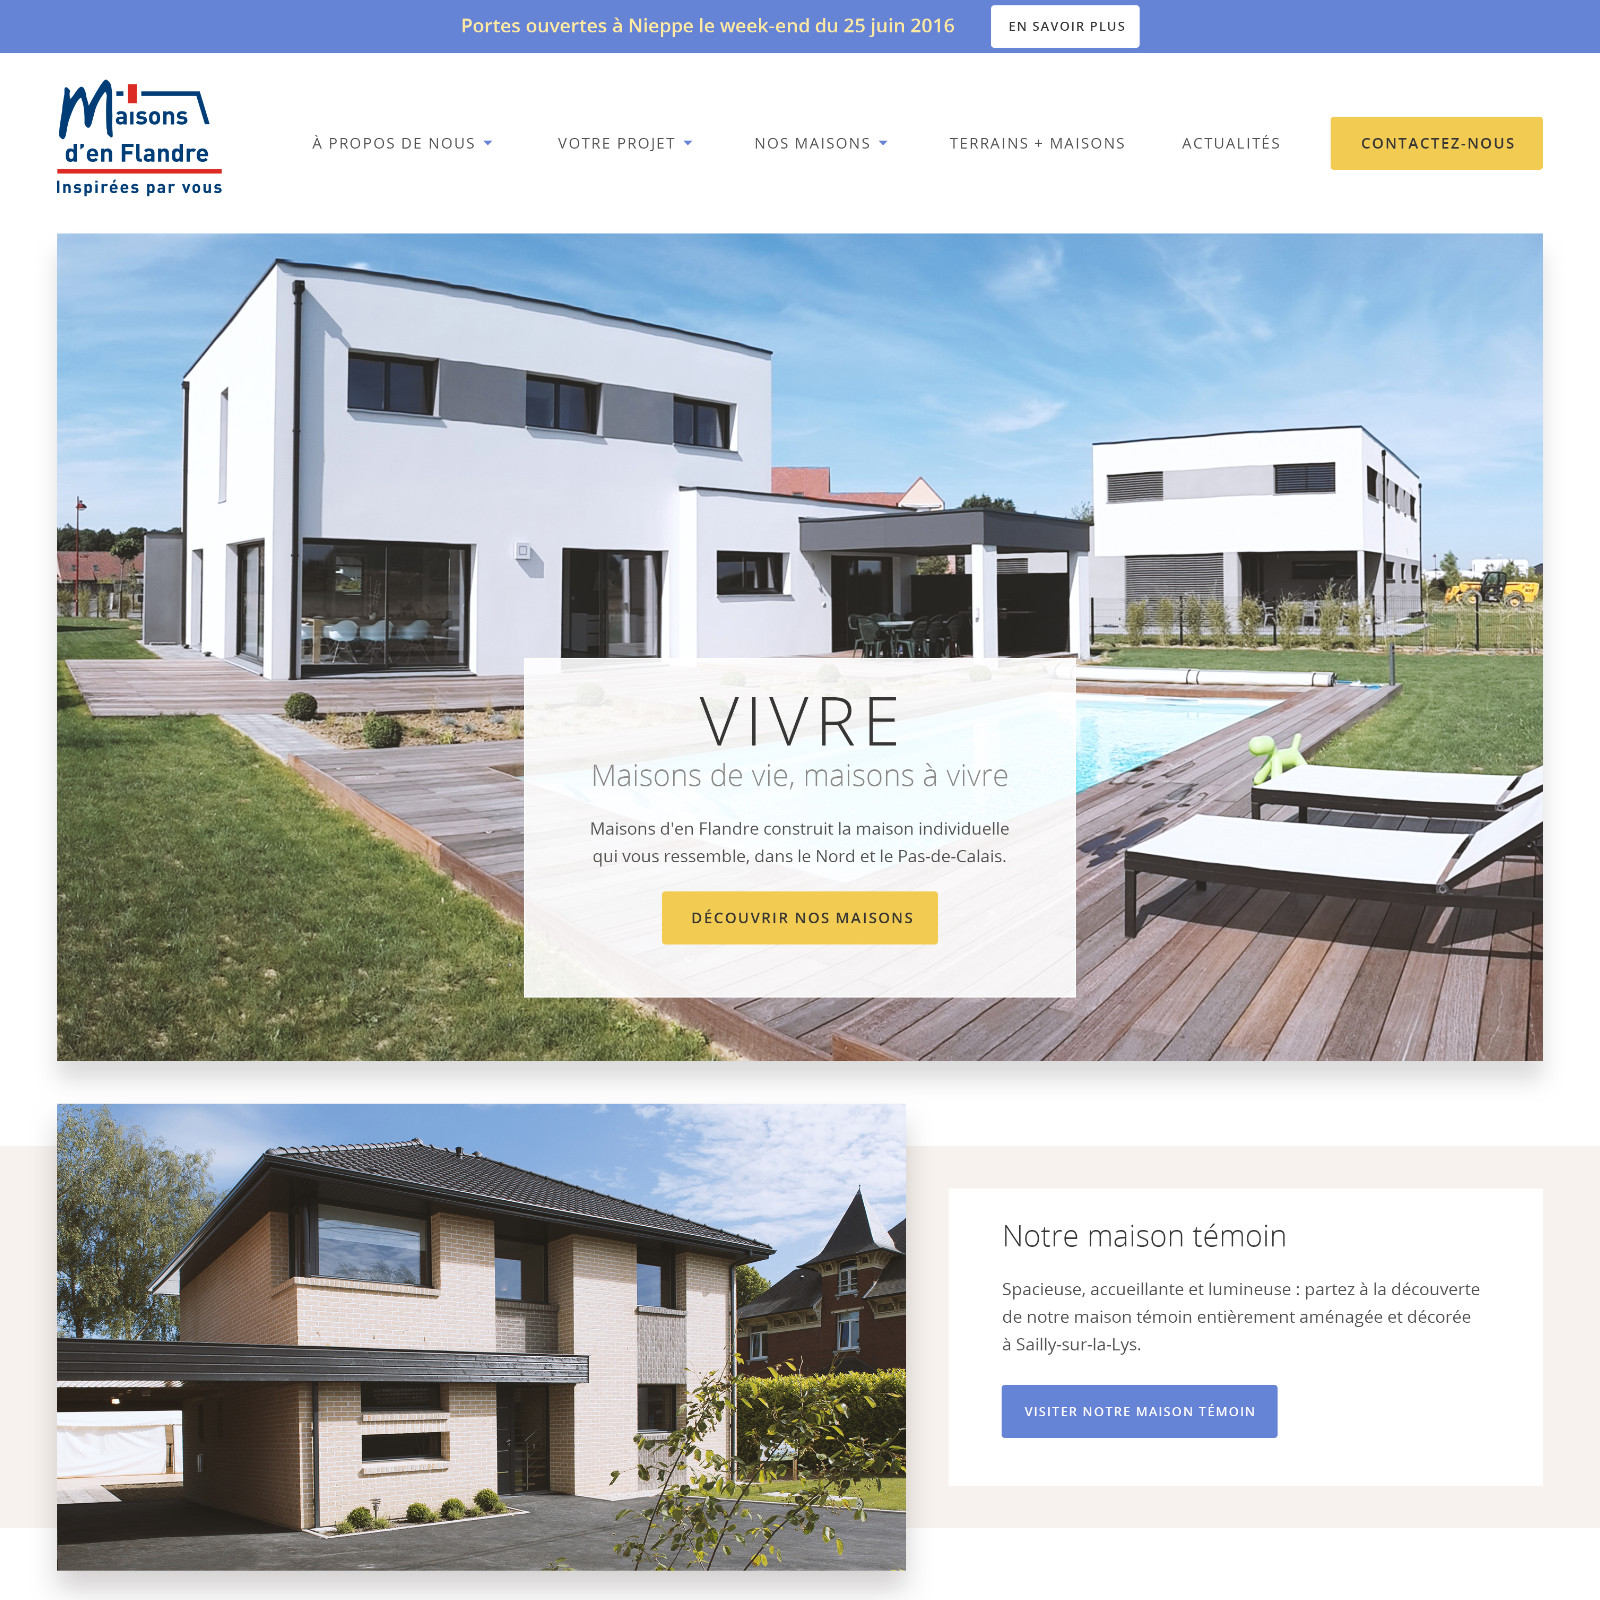 Portes ouvertes à Nieppe le week-end du 25 juin 2016
EN SAVOIR PLUS
Maisons
d'en Flandre
Inspirées par vous
À PROPOS DE NOUS
VOTRE PROJET
NOS MAISONS
TERRAINS + MAISONS
ACTUALITÉS
CONTACTEZ-NOUS
VIVRE
Maisons de vie, maisons à vivre
Maisons d'en Flandre construit la maison individuelle
qui vous ressemble, dans le Nord et le Pas-de-Calais.
DÉCOUVRIR NOS MAISONS
Notre maison témoin
Spacieuse, accueillante et lumineuse : partez à la découverte
de notre maison témoin entièrement aménagée et décorée
à Sailly-sur-la-Lys.
VISITER NOTRE MAISON TÉMOIN